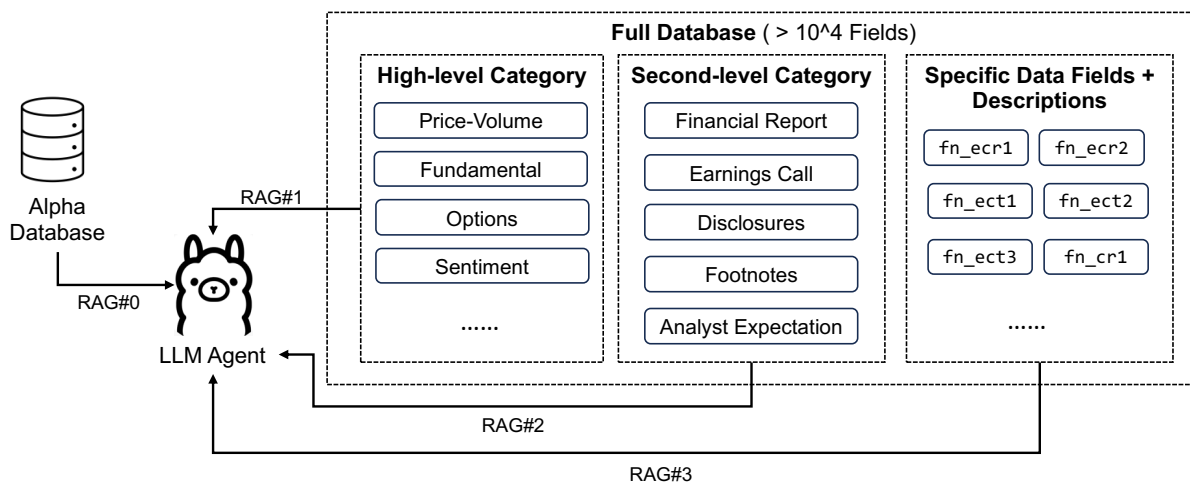 Full Database ( > 10^4 Fields)
High-level Category
Price-Volume
Fundamental
Options
Sentiment
......
Second-level Category
Financial Report
Earnings Call
Disclosures
Footnotes
Analyst Expectation
Specific Data Fields +
Descriptions
fn_ecr1
fn_ecr2
fn_ect1
fn_ect2
fn_ect3
fn_cr1
......
Alpha
Database
RAG#0
RAG#1
LLM Agent
RAG#2
RAG#3